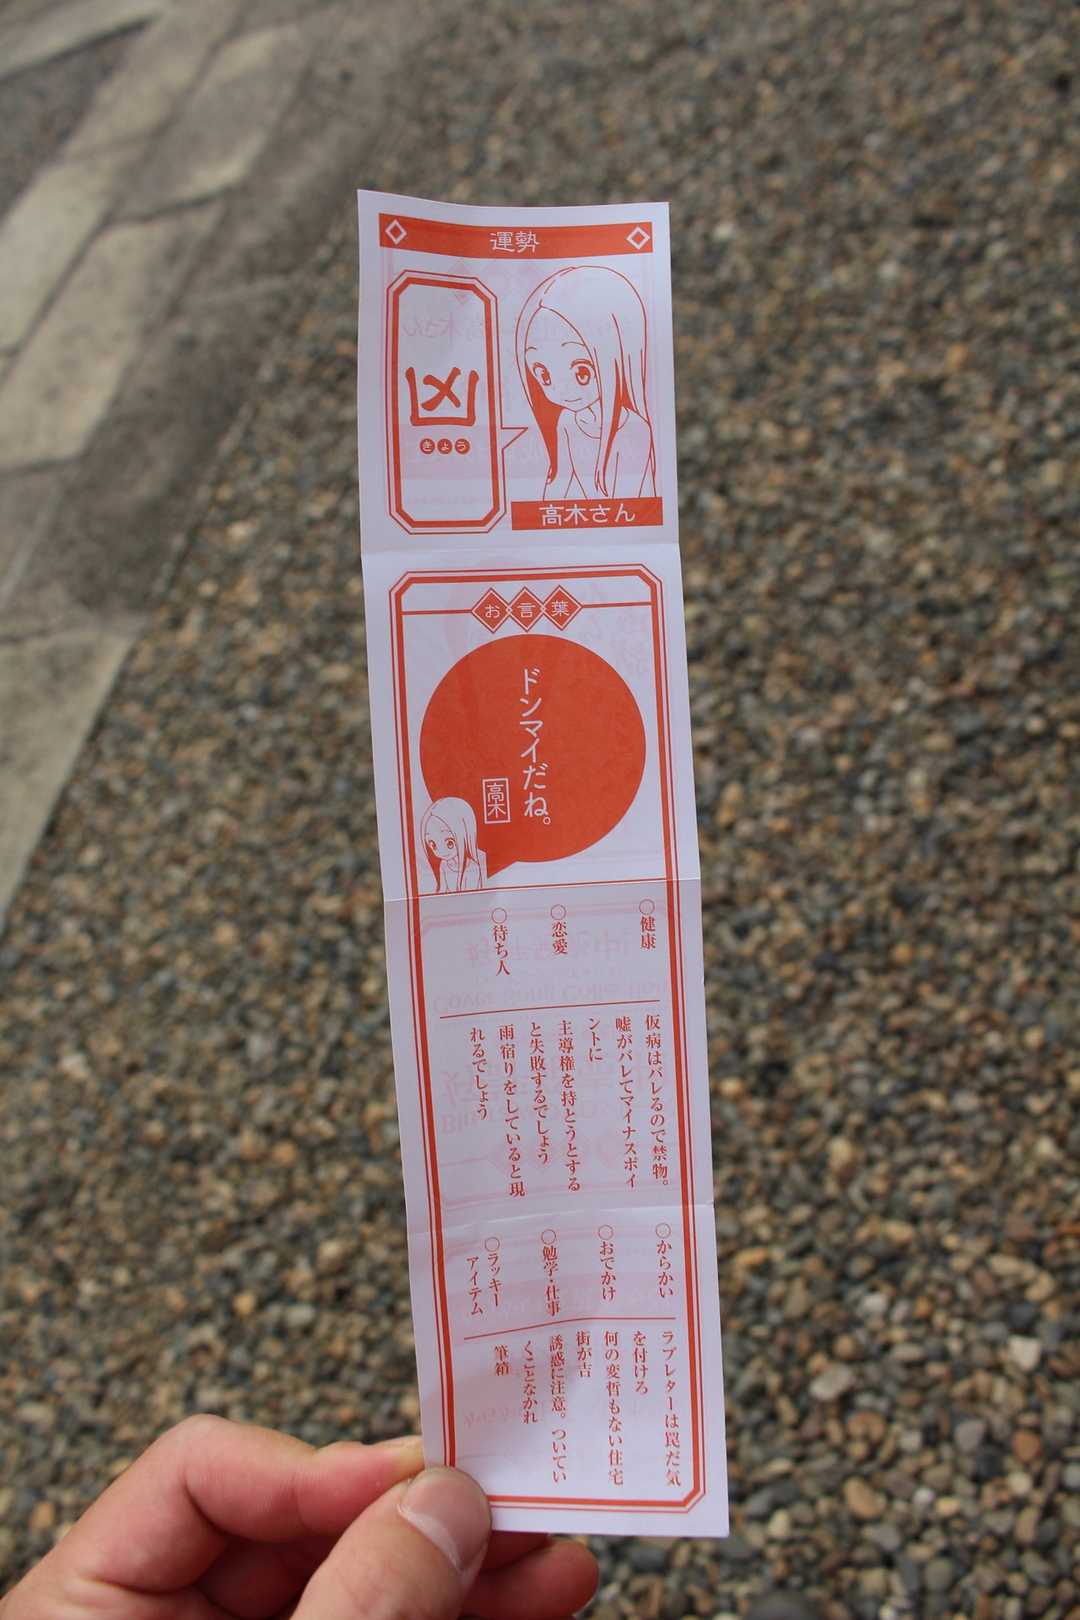 運勢
凶
きょう
高木さん
お言葉
ドンマイだね。
高木
○健康
仮病はバレるので禁物。
嘘がバレてマイナスポイ
ントに
○恋愛
主導権を持とうとする
と失敗するでしょう
○待ち人
雨宿りをしていると現
れるでしょう
○からかい
ラブレターは罠だ気
を付けろ
○おでかけ
何の変哲もない住宅
街が吉
○勉学・仕事
誘惑に注意。ついてい
くことなかれ
○ラッキー
アイテム
筆箱